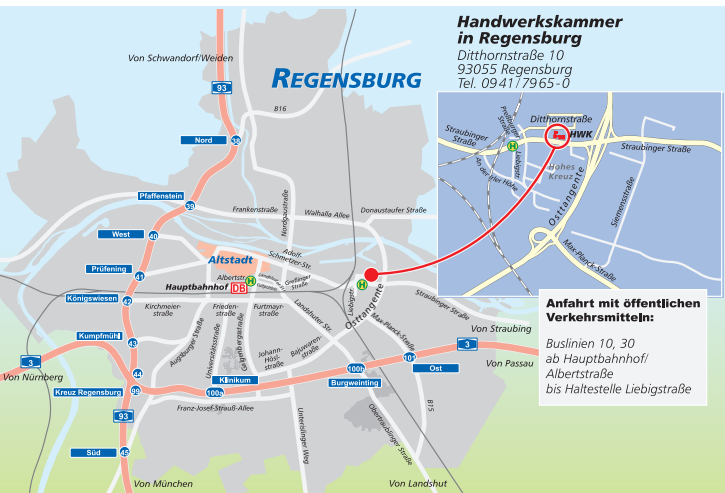 Handwerkskammer
in Regensburg
Ditthornstraße 10
93055 Regensburg
Tel. 0941/7965-0
Von Schwandorf/Weiden
REGENSBURG
93
B16
Nord
38
Pfaffenstein
39
Frankenstraße
Nordgaustraße
Walhalla Allee
Donaustaufer Straße
West
40
Altstadt
Adolf-
Schmetzer-Str.
Prüfening
41
Albertstr.
Hauptbahnhof
DB
H
Greflinger
Straße
H
Liebigstr.
Königswiesen
42
Kirchmeier-
straße
Frieden-
straße
Furtmayr-
straße
Landshuter Str.
Osttangente
Straubinger Straße
Max-Planck-Straße
Kumpfmühl
43
Augsburger Straße
Universitätsstraße
Galgenbergstraße
Johann-
Hösl-
straße
Bajuwaren-
straße
Von Straubing
3
3
Von Passau
Von Nürnberg
44
Klinikum
100a
100b
Burgweinting
101
Ost
Kreuz Regensburg
99
Franz-Josef-Strauß-Allee
Unterislinger Weg
Obertraublinger Straße
B15
93
Süd
45
Von München
Von Landshut
Preßberger
Straße
Ditthornstraße
HWK
Straubinger
Straße
H
Liebigstr.
Straubinger Straße
An der Irler Höhe
Hohes
Kreuz
Osttangente
Siemensstraße
Max-Planck-Straße
Anfahrt mit öffentlichen
Verkehrsmitteln:
Buslinien 10, 30
ab Hauptbahnhof/
Albertstraße
bis Haltestelle Liebigstraße